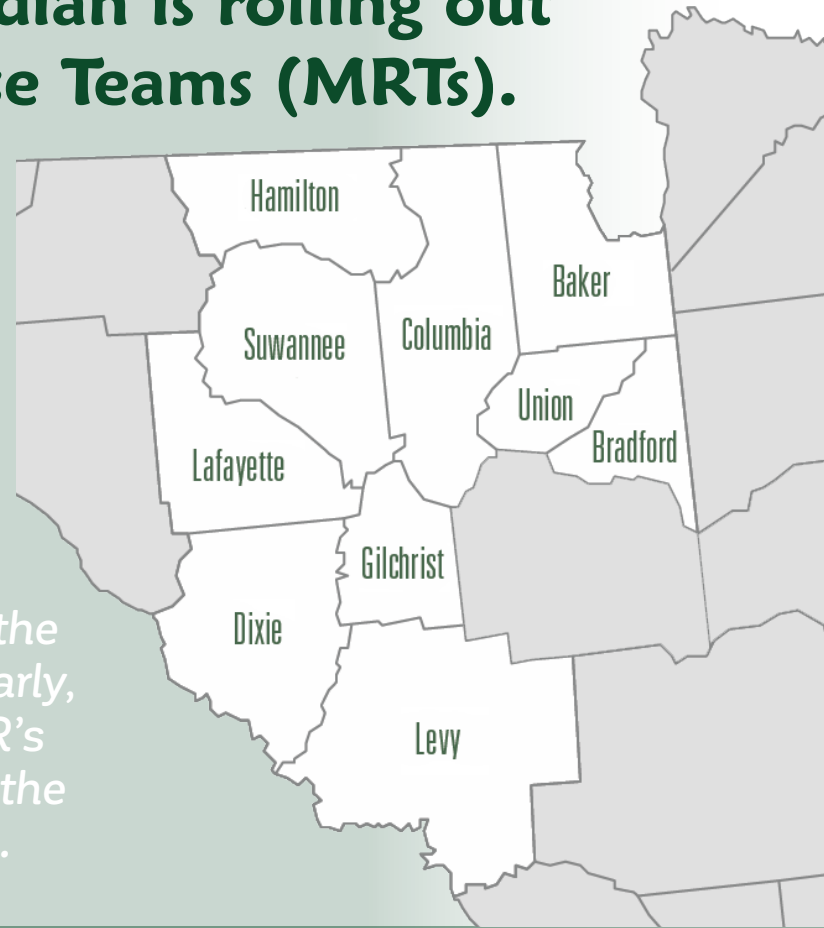 dian is rolling out
se Teams (MRTs).
Hamilton
Baker
Columbia
Suwannee
Union
Bradford
Lafayette
Gilchrist
Dixie
the
arly,
R’s
Levy
the
.